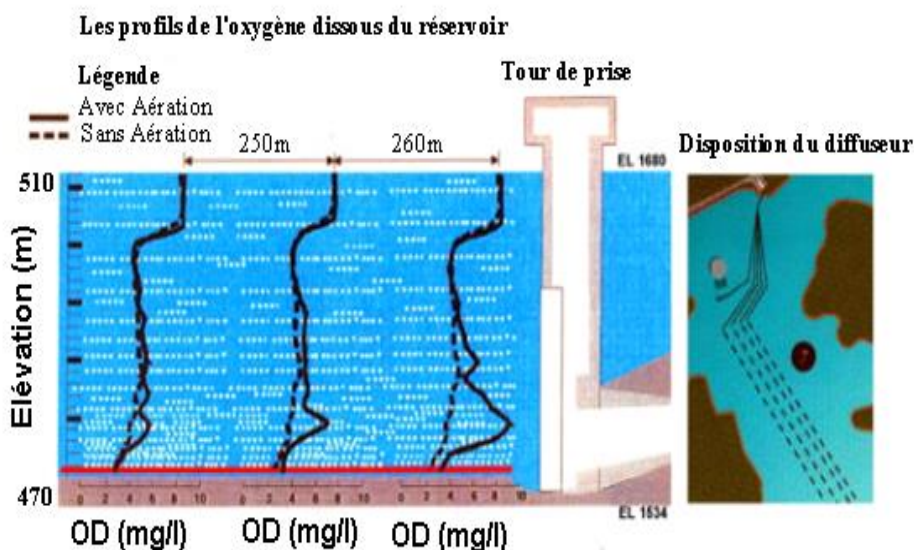 Les profils de l'oxygène dissous du réservoir
Légende
Avec Aération
Sans Aération
250m
260m
Tour de prise
EL 1680
Disposition du diffuseur
510
Elévation (m)
470
0 2 4 6 8 10
0 2 4 6 8 10
0 2 4 6 8 10
EL 1534
OD (mg/l)
OD (mg/l)
OD (mg/l)